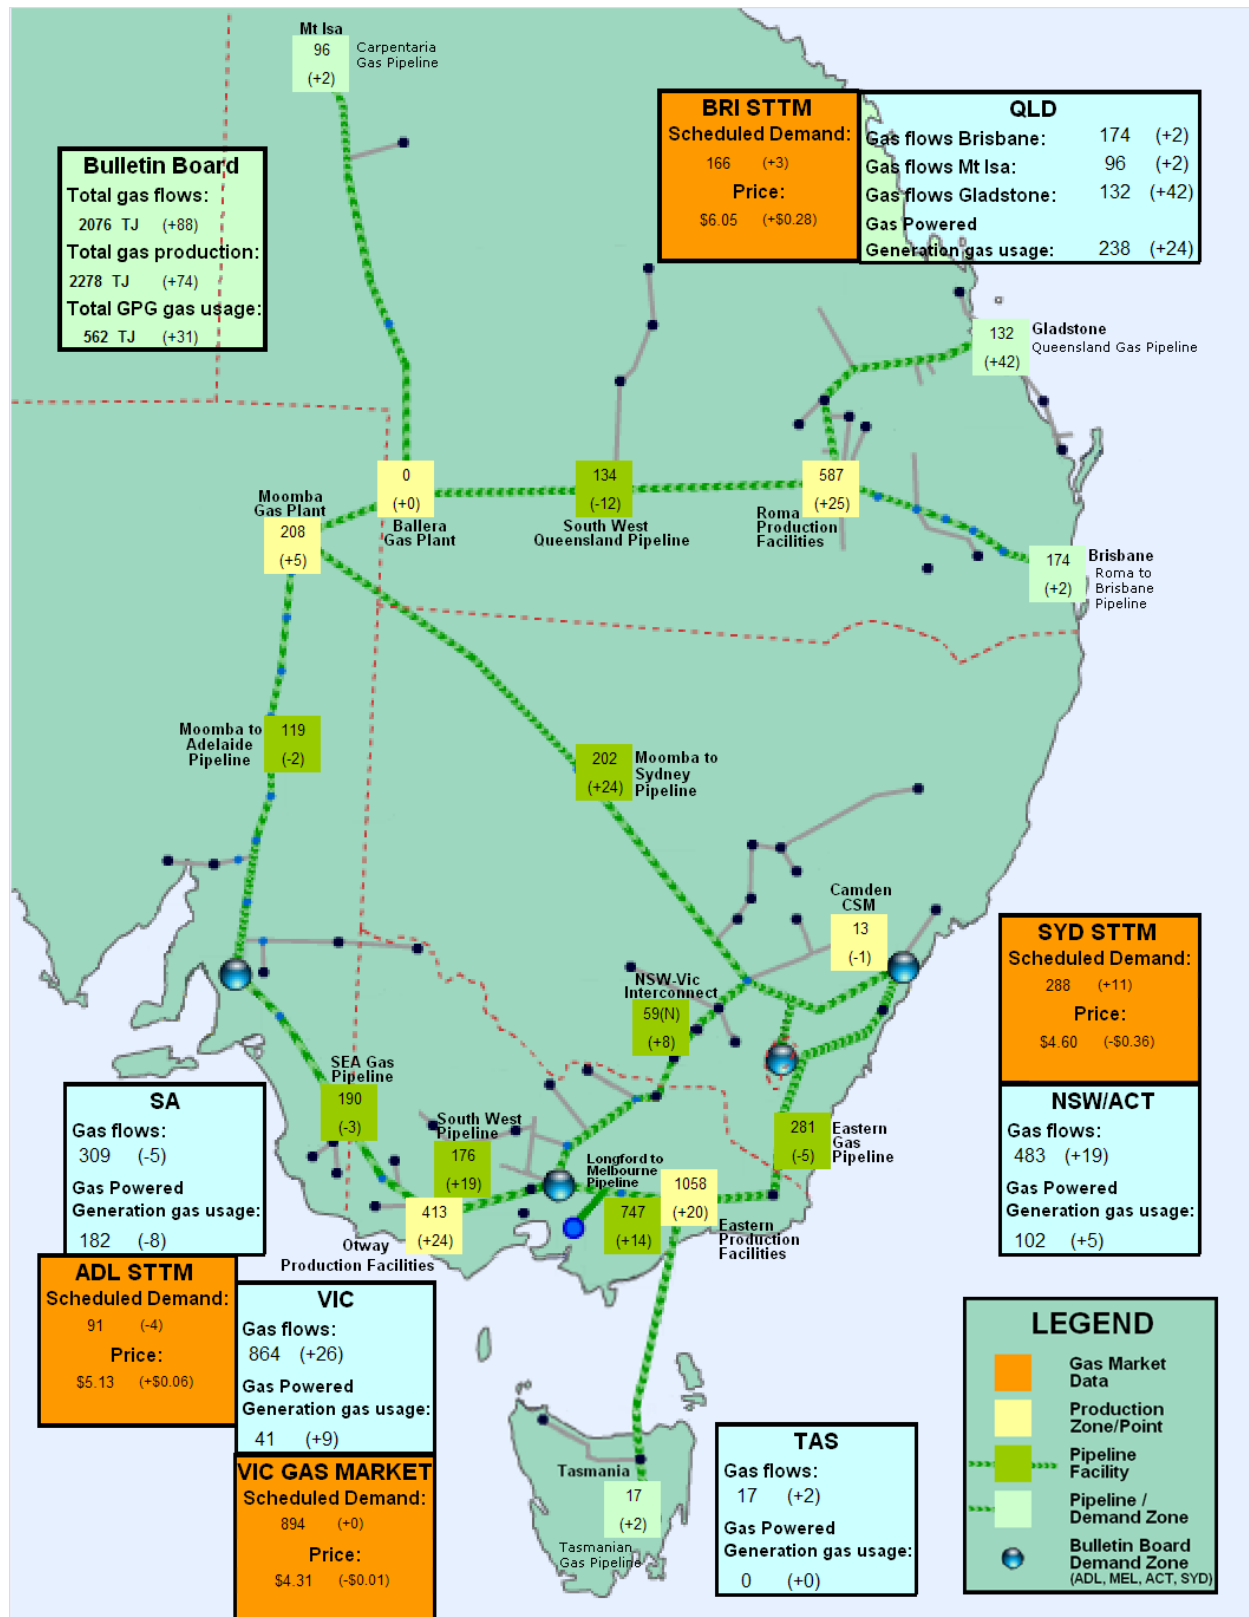 Mt Isa
96
(+2)
Carpentaria
Gas Pipeline
Bulletin Board
Total gas flows:
2076 TJ (+88)
Total gas production:
2278 TJ (+74)
Total GPG gas usage:
562 TJ (+31)
BRI STTM
Scheduled Demand:
166 (+3)
Price:
$6.05 (+$0.28)
QLD
Gas flows Brisbane: 174 (+2)
Gas flows Mt Isa: 96 (+2)
Gas flows Gladstone: 132 (+42)
Gas Powered
Generation gas usage: 238 (+24)
132
(+42)
Gladstone
Queensland Gas Pipeline
0
(+0)
Ballera
Gas Plant
134
(-12)
South West
Queensland Pipeline
587
(+25)
Roma
Production
Facilities
Moomba
Gas Plant
208
(+5)
174
(+2)
Brisbane
Roma to
Brisbane
Pipeline
Moomba to
Adelaide
Pipeline
119
(-2)
202
(+24)
Moomba to
Sydney
Pipeline
Camden
CSM
13
(-1)
SYD STTM
Scheduled Demand:
288 (+11)
Price:
$4.60 (-$0.36)
NSW-Vic
Interconnect
59(N)
(+8)
SEA Gas
Pipeline
190
(-3)
South West
Pipeline
176
(+19)
Longford to
Melbourne
Pipeline
747
(+14)
1058
(+20)
Eastern
Production
Facilities
281
(-5)
Eastern
Gas
Pipeline
413
(+24)
Otway
Production Facilities
NSW/ACT
Gas flows:
483 (+19)
Gas Powered
Generation gas usage:
102 (+5)
SA
Gas flows:
309 (-5)
Gas Powered
Generation gas usage:
182 (-8)
ADL STTM
Scheduled Demand:
91 (-4)
Price:
$5.13 (+$0.06)
VIC
Gas flows:
864 (+26)
Gas Powered
Generation gas usage:
41 (+9)
VIC GAS MARKET
Scheduled Demand:
894 (+0)
Price:
$4.31 (-$0.01)
Tasmania
17
(+2)
Tasmanian
Gas Pipeline
TAS
Gas flows:
17 (+2)
Gas Powered
Generation gas usage:
0 (+0)
LEGEND
Gas Market
Data
Production
Zone/Point
Pipeline
Facility
Pipeline /
Demand Zone
Bulletin Board
Demand Zone
(ADL, MEL, ACT, SYD)